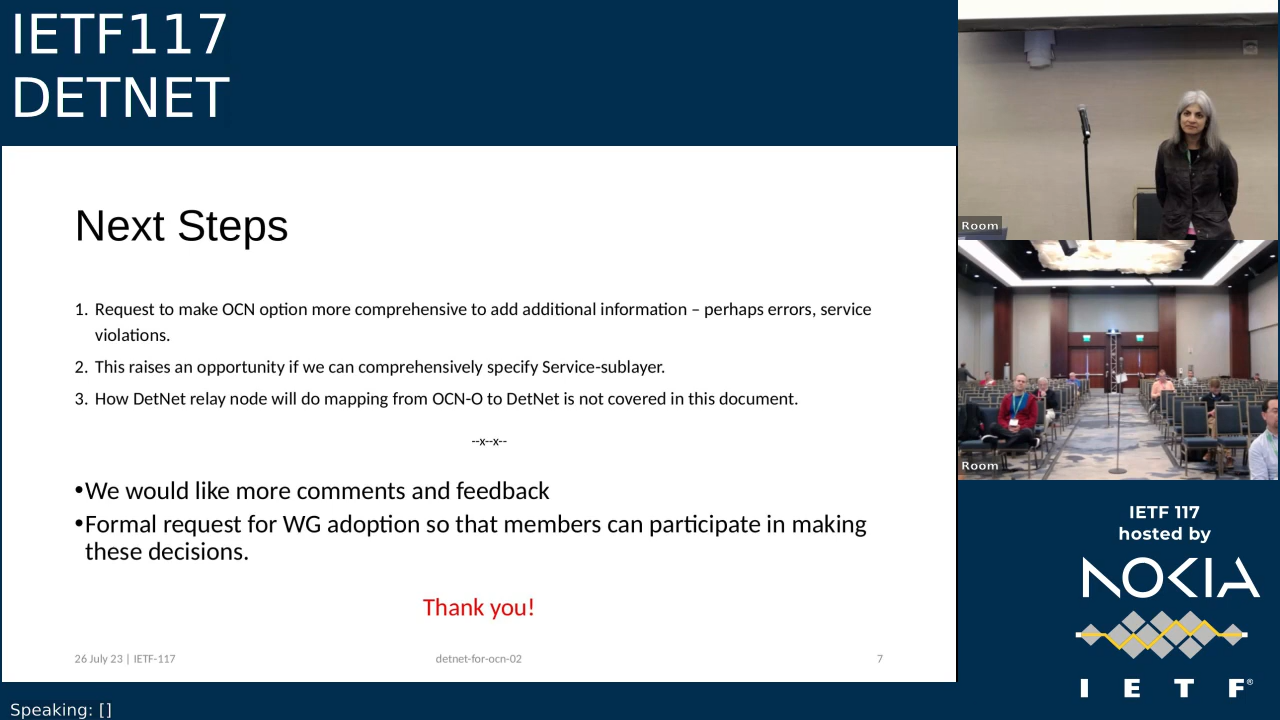 IETF117
DETNET
Next Steps
1. Request to make OCN option more comprehensive to add additional information – perhaps errors, service
violations.
2. This raises an opportunity if we can comprehensively specify Service-sublayer.
3. How DetNet relay node will do mapping from OCN-O to DetNet is not covered in this document.
--x--x--
•We would like more comments and feedback
•Formal request for WG adoption so that members can participate in making
these decisions.
Thank you!
26 July 23 | IETF-117
detnet-for-ocn-02
7
Room
Room
IETF 117
hosted by
NOKIA
I E T F®
Speaking: []